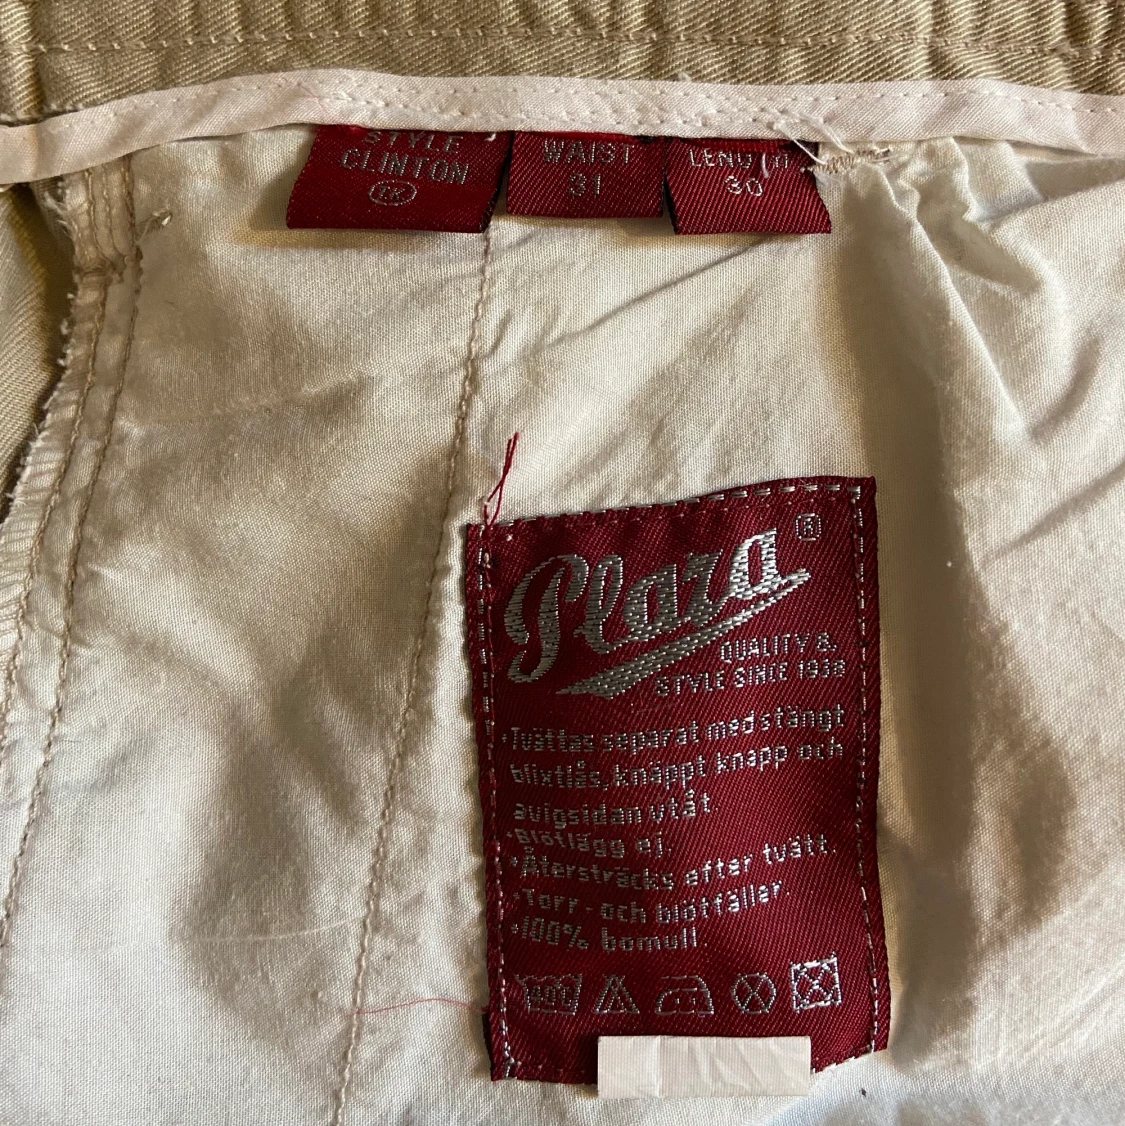 STYLE
CLINTON
WAIST
31
LENGTH
30
Plaza ®
QUALITY &
STYLE SINCE 1938
•Tvättas separat med stängt
blixtlås, knäppt knapp och
avigsidan utåt.
•Blötlägg ej.
•Återsträcks efter tvätt.
•Torr- och blötfäller.
•100% bomull.
60°